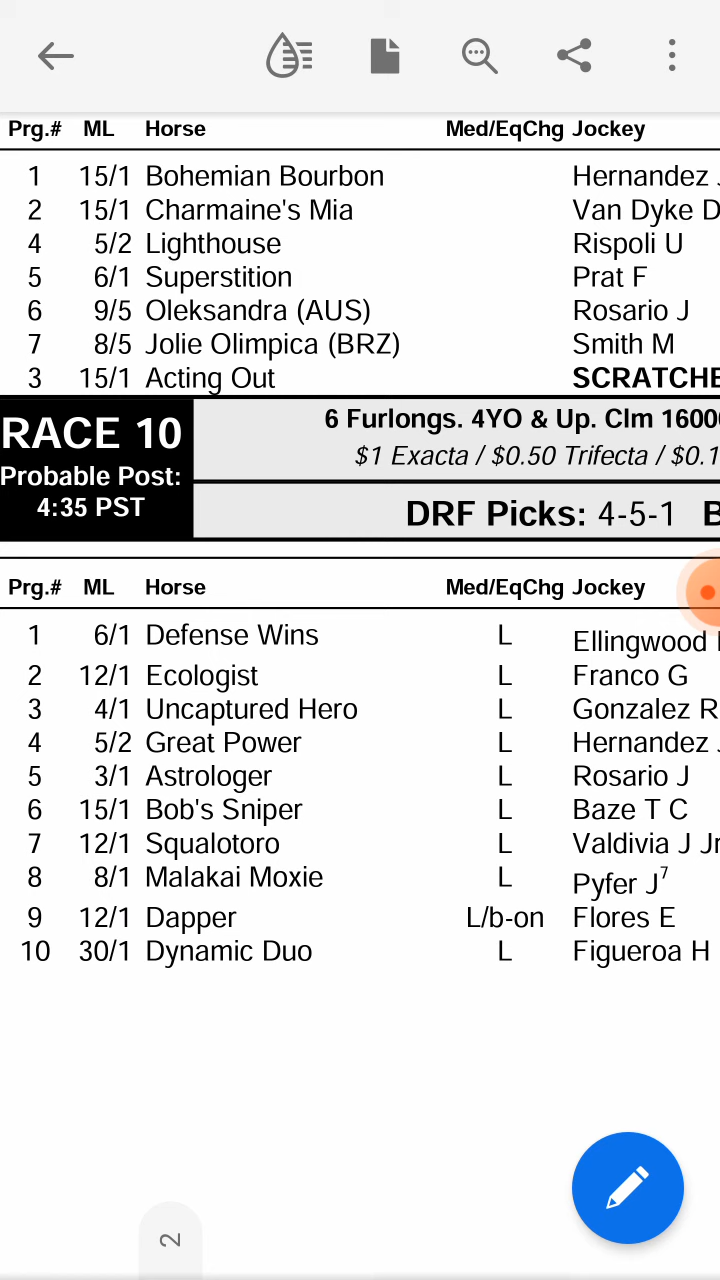 Prg.# ML Horse Med/EqChg Jockey
1 15/1 Bohemian Bourbon Hernandez J
2 15/1 Charmaine's Mia Van Dyke D
4 5/2 Lighthouse Rispoli U
5 6/1 Superstition Prat F
6 9/5 Oleksandra (AUS) Rosario J
7 8/5 Jolie Olimpica (BRZ) Smith M
3 15/1 Acting Out SCRATCHE
RACE 10
Probable Post:
4:35 PST
6 Furlongs. 4YO & Up. Clm 1600
$1 Exacta / $0.50 Trifecta / $0.1
DRF Picks: 4-5-1 B
Prg.# ML Horse Med/EqChg Jockey
1 6/1 Defense Wins L Ellingwood
2 12/1 Ecologist L Franco G
3 4/1 Uncaptured Hero L Gonzalez R
4 5/2 Great Power L Hernandez J
5 3/1 Astrologer L Rosario J
6 15/1 Bob's Sniper L Baze T C
7 12/1 Squalotoro L Valdivia J Jr
8 8/1 Malakai Moxie L Pyfer J7
9 12/1 Dapper L/b-on Flores E
10 30/1 Dynamic Duo L Figueroa H
2